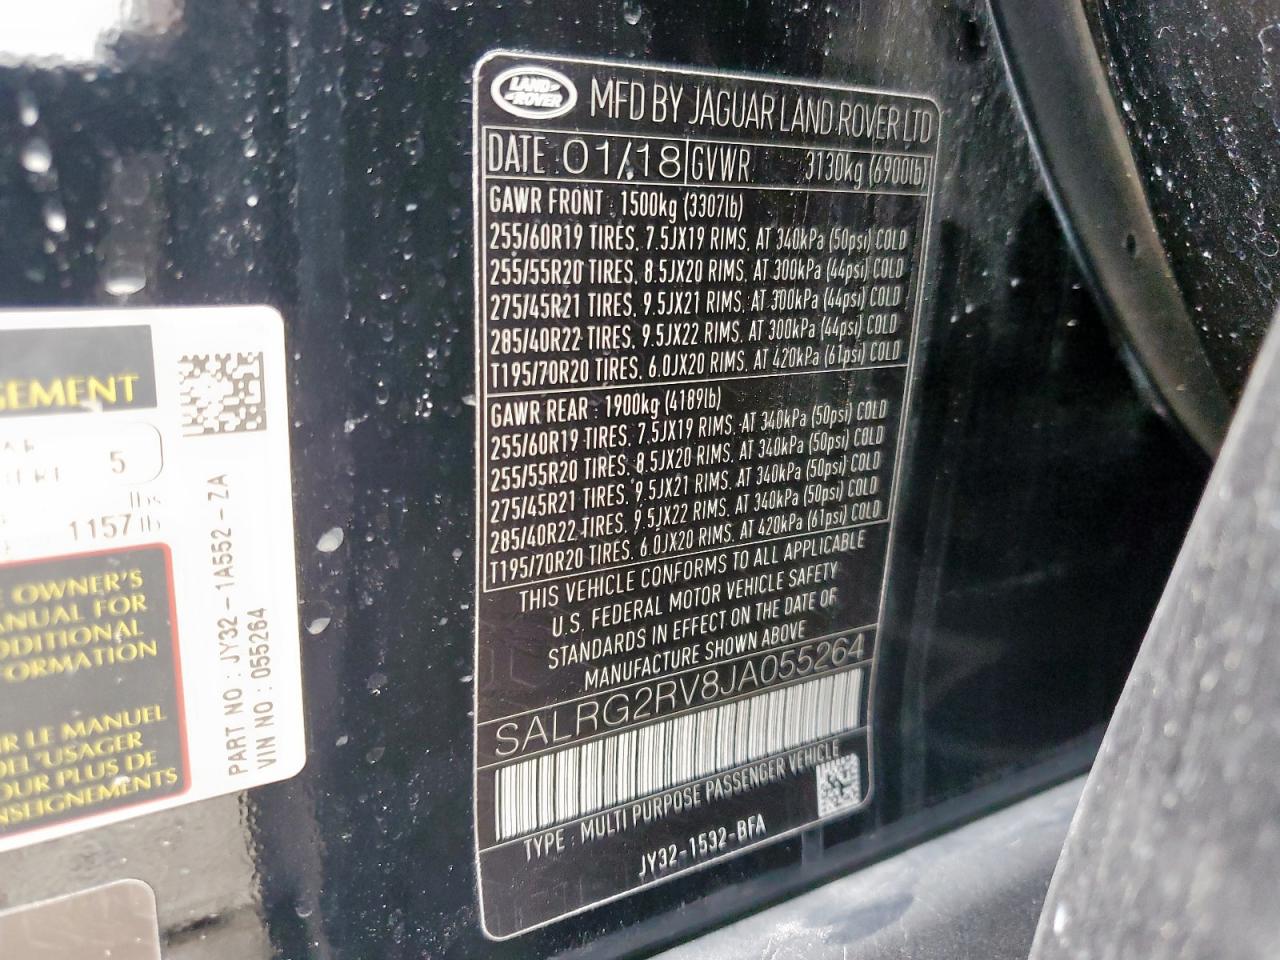 LAND ROVER
MFD BY JAGUAR LAND ROVER LTD
DATE 01/18 GVWR 3130kg (6900lb)
GAWR FRONT : 1500kg (3307lb)
255/60R19 TIRES, 7.5JX19 RIMS, AT 340kPa (50psi) COLD
255/55R20 TIRES, 8.5JX20 RIMS, AT 300kPa (44psi) COLD
275/45R21 TIRES, 9.5JX21 RIMS, AT 300kPa (44psi) COLD
285/40R22 TIRES, 9.5JX22 RIMS, AT 300kPa (44psi) COLD
T195/70R20 TIRES, 6.0JX20 RIMS, AT 420kPa (61psi) COLD
GAWR REAR : 1900kg (4189lb)
255/60R19 TIRES, 7.5JX19 RIMS, AT 340kPa (50psi) COLD
255/55R20 TIRES, 8.5JX20 RIMS, AT 340kPa (50psi) COLD
275/45R21 TIRES, 9.5JX21 RIMS, AT 340kPa (50psi) COLD
285/40R22 TIRES, 9.5JX22 RIMS, AT 340kPa (50psi) COLD
T195/70R20 TIRES, 6.0JX20 RIMS, AT 420kPa (61psi) COLD
THIS VEHICLE CONFORMS TO ALL APPLICABLE
U.S. FEDERAL MOTOR VEHICLE SAFETY
STANDARDS IN EFFECT ON THE DATE OF
MANUFACTURE SHOWN ABOVE
SALRG2RV8JA055264
TYPE : MULTI PURPOSE PASSENGER VEHICLE
JY32-1532-BFA
GEMENT
5
lbs
1157 lb
E OWNER'S
ANUAL FOR
DDITIONAL
FORMATION
IR LE MANUEL
DEL'USAGER
OUR PLUS DE
NSEIGNEMENTS
PART NO : JY32-1A552-ZA
VIN NO : 055264